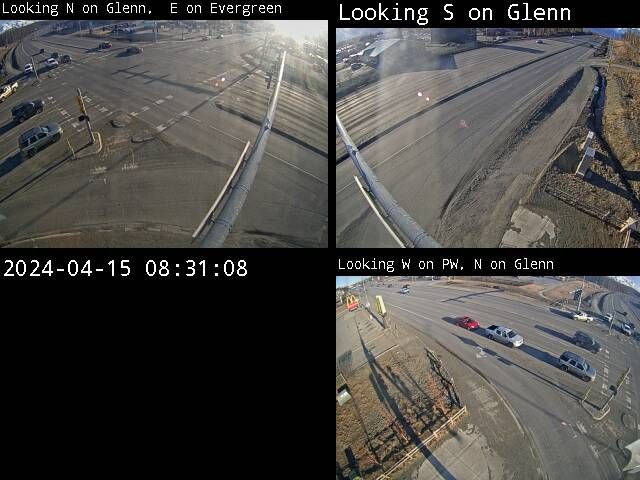 Looking N on Glenn, E on Evergreen
Looking S on Glenn
2024-04-15 08:31:08
Looking W on PW, N on Glenn